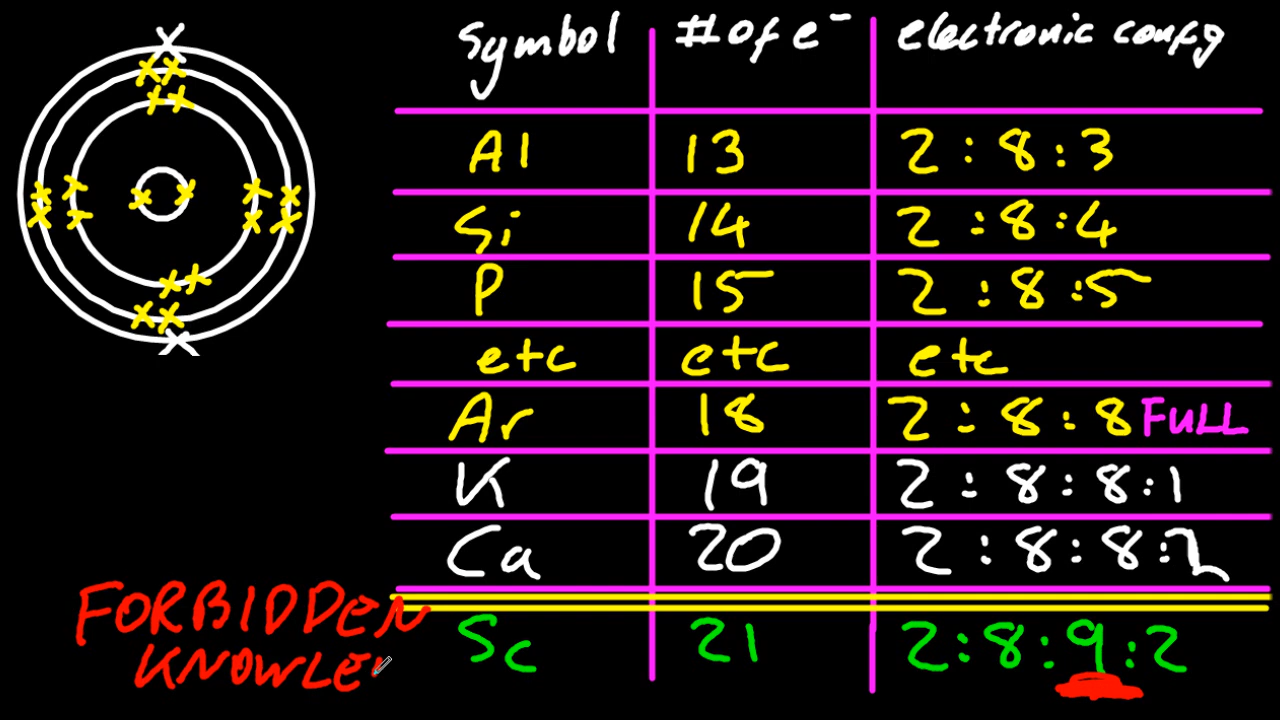 symbol #of e⁻ electronic confg
Al 13 2:8:3
Si 14 2:8:4
P 15 2:8:5
etc etc etc
Ar 18 2:8:8 FULL
K 19 2:8:8:1
Ca 20 2:8:8:2
Sc 21 2:8:9:2
FORBIDDEN
KNOWLE